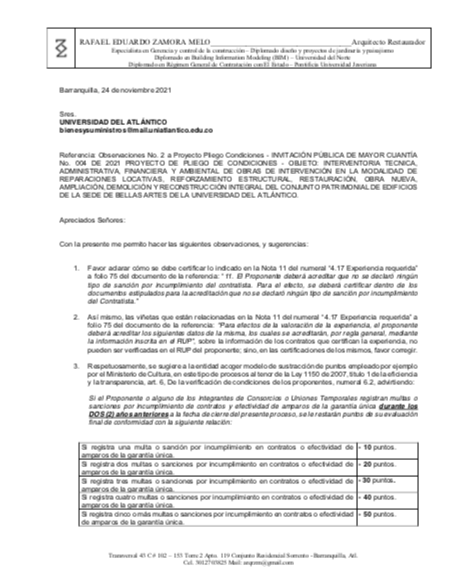 RAFAEL EDUARDO ZAMORA MELO Arquitecto Restaurador
Especialista en Gerencia y control de la construcción – Diplomado diseño y proyectos de jardinería y paisajismo
Diplomado en Building Information Modeling (BIM) – Universidad del Norte
Diplomado en Régimen General de Contratación con El Estado – Pontificia Universidad Javeriana
Barranquilla, 24 de noviembre 2021
Sres.
UNIVERSIDAD DEL ATLÁNTICO
bienesysuministros@mail.uniatlantico.edu.co
Referencia: Observaciones No. 2 a Proyecto Pliego Condiciones - INVITACIÓN PÚBLICA DE MAYOR CUANTÍA
No. 004 DE 2021 PROYECTO DE PLIEGO DE CONDICIONES - OBJETO: INTERVENTORIA TECNICA,
ADMINISTRATIVA, FINANCIERA Y AMBIENTAL DE OBRAS DE INTERVENCIÓN EN LA MODALIDAD DE
REPARACIONES LOCATIVAS, REFORZAMIENTO ESTRUCTURAL, RESTAURACIÓN, OBRA NUEVA,
AMPLIACIÓN, DEMOLICIÓN Y RECONSTRUCCIÓN INTEGRAL DEL CONJUNTO PATRIMONIAL DE EDIFICIOS
DE LA SEDE DE BELLAS ARTES DE LA UNIVERSIDAD DEL ATLÁNTICO.
Apreciados Señores:
Con la presente me permito hacer las siguientes observaciones, y sugerencias:
1. Favor aclarar cómo se debe certificar lo indicado en la Nota 11 del numeral "4.17 Experiencia requerida"
a folio 75 del documento de la referencia: "11. El Proponente deberá acreditar que no se declaró ningún
tipo de sanción por incumplimiento del contratista. Para el efecto, se deberá certificar dentro de los
documentos estipulados para la acreditación que no se declaró ningún tipo de sanción por incumplimiento
del Contratista."
2. Así mismo, las viñetas que están relacionadas en la Nota 11 del numeral "4.17 Experiencia requerida" a
folio 75 del documento de la referencia: "Para efectos de la valoración de la experiencia, el proponente
deberá acreditar los siguientes datos de la misma, los cuales se acreditarán, por regla general, mediante
la información inscrita en el RUP", sobre la información de los contratos que certifican la experiencia, no
pueden ser verificadas en el RUP del proponente; sino, en las certificaciones de los mismos, favor corregir.
3. Respetuosamente, se sugiere a la entidad acoger modelo de sustracción de puntos empleado por ejemplo
por el Ministerio de Cultura, en este tipo de procesos al tenor de la Ley 1150 de 2007, título 1 de la eficiencia
y la transparencia, art. 6, De la verificación de condiciones de los proponentes, numeral 6.2, advirtiendo:
Si el Proponente o alguno de los integrantes de Consorcios o Uniones Temporales registran multas o
sanciones por incumplimiento de contratos y efectividad de amparos de la garantía única durante los
DOS (2) años anteriores a la fecha de cierre del presente proceso, se le restarán puntos de su evaluación
final de conformidad con la siguiente relación:
Si registra una multa o sanción por incumplimiento en contratos o efectividad de - 10 puntos.
amparos de la garantía única.
Si registra dos multas o sanciones por incumplimiento en contratos o efectividad de - 20 puntos.
amparos de la garantía única.
Si registra tres multas o sanciones por incumplimiento en contratos o efectividad de - 30 puntos.
amparos de la garantía única.
Si registra cuatro multas o sanciones por incumplimiento en contratos o efectividad de - 40 puntos.
amparos de la garantía única.
Si registra cinco o más multas o sanciones por incumplimiento en contratos o efectividad - 50 puntos.
de amparos de la garantía única.
Transversal 43 C # 102 – 153 Torre 2 Apto. 119 Conjunto Residencial Sorrento - Barranquilla, Atl.